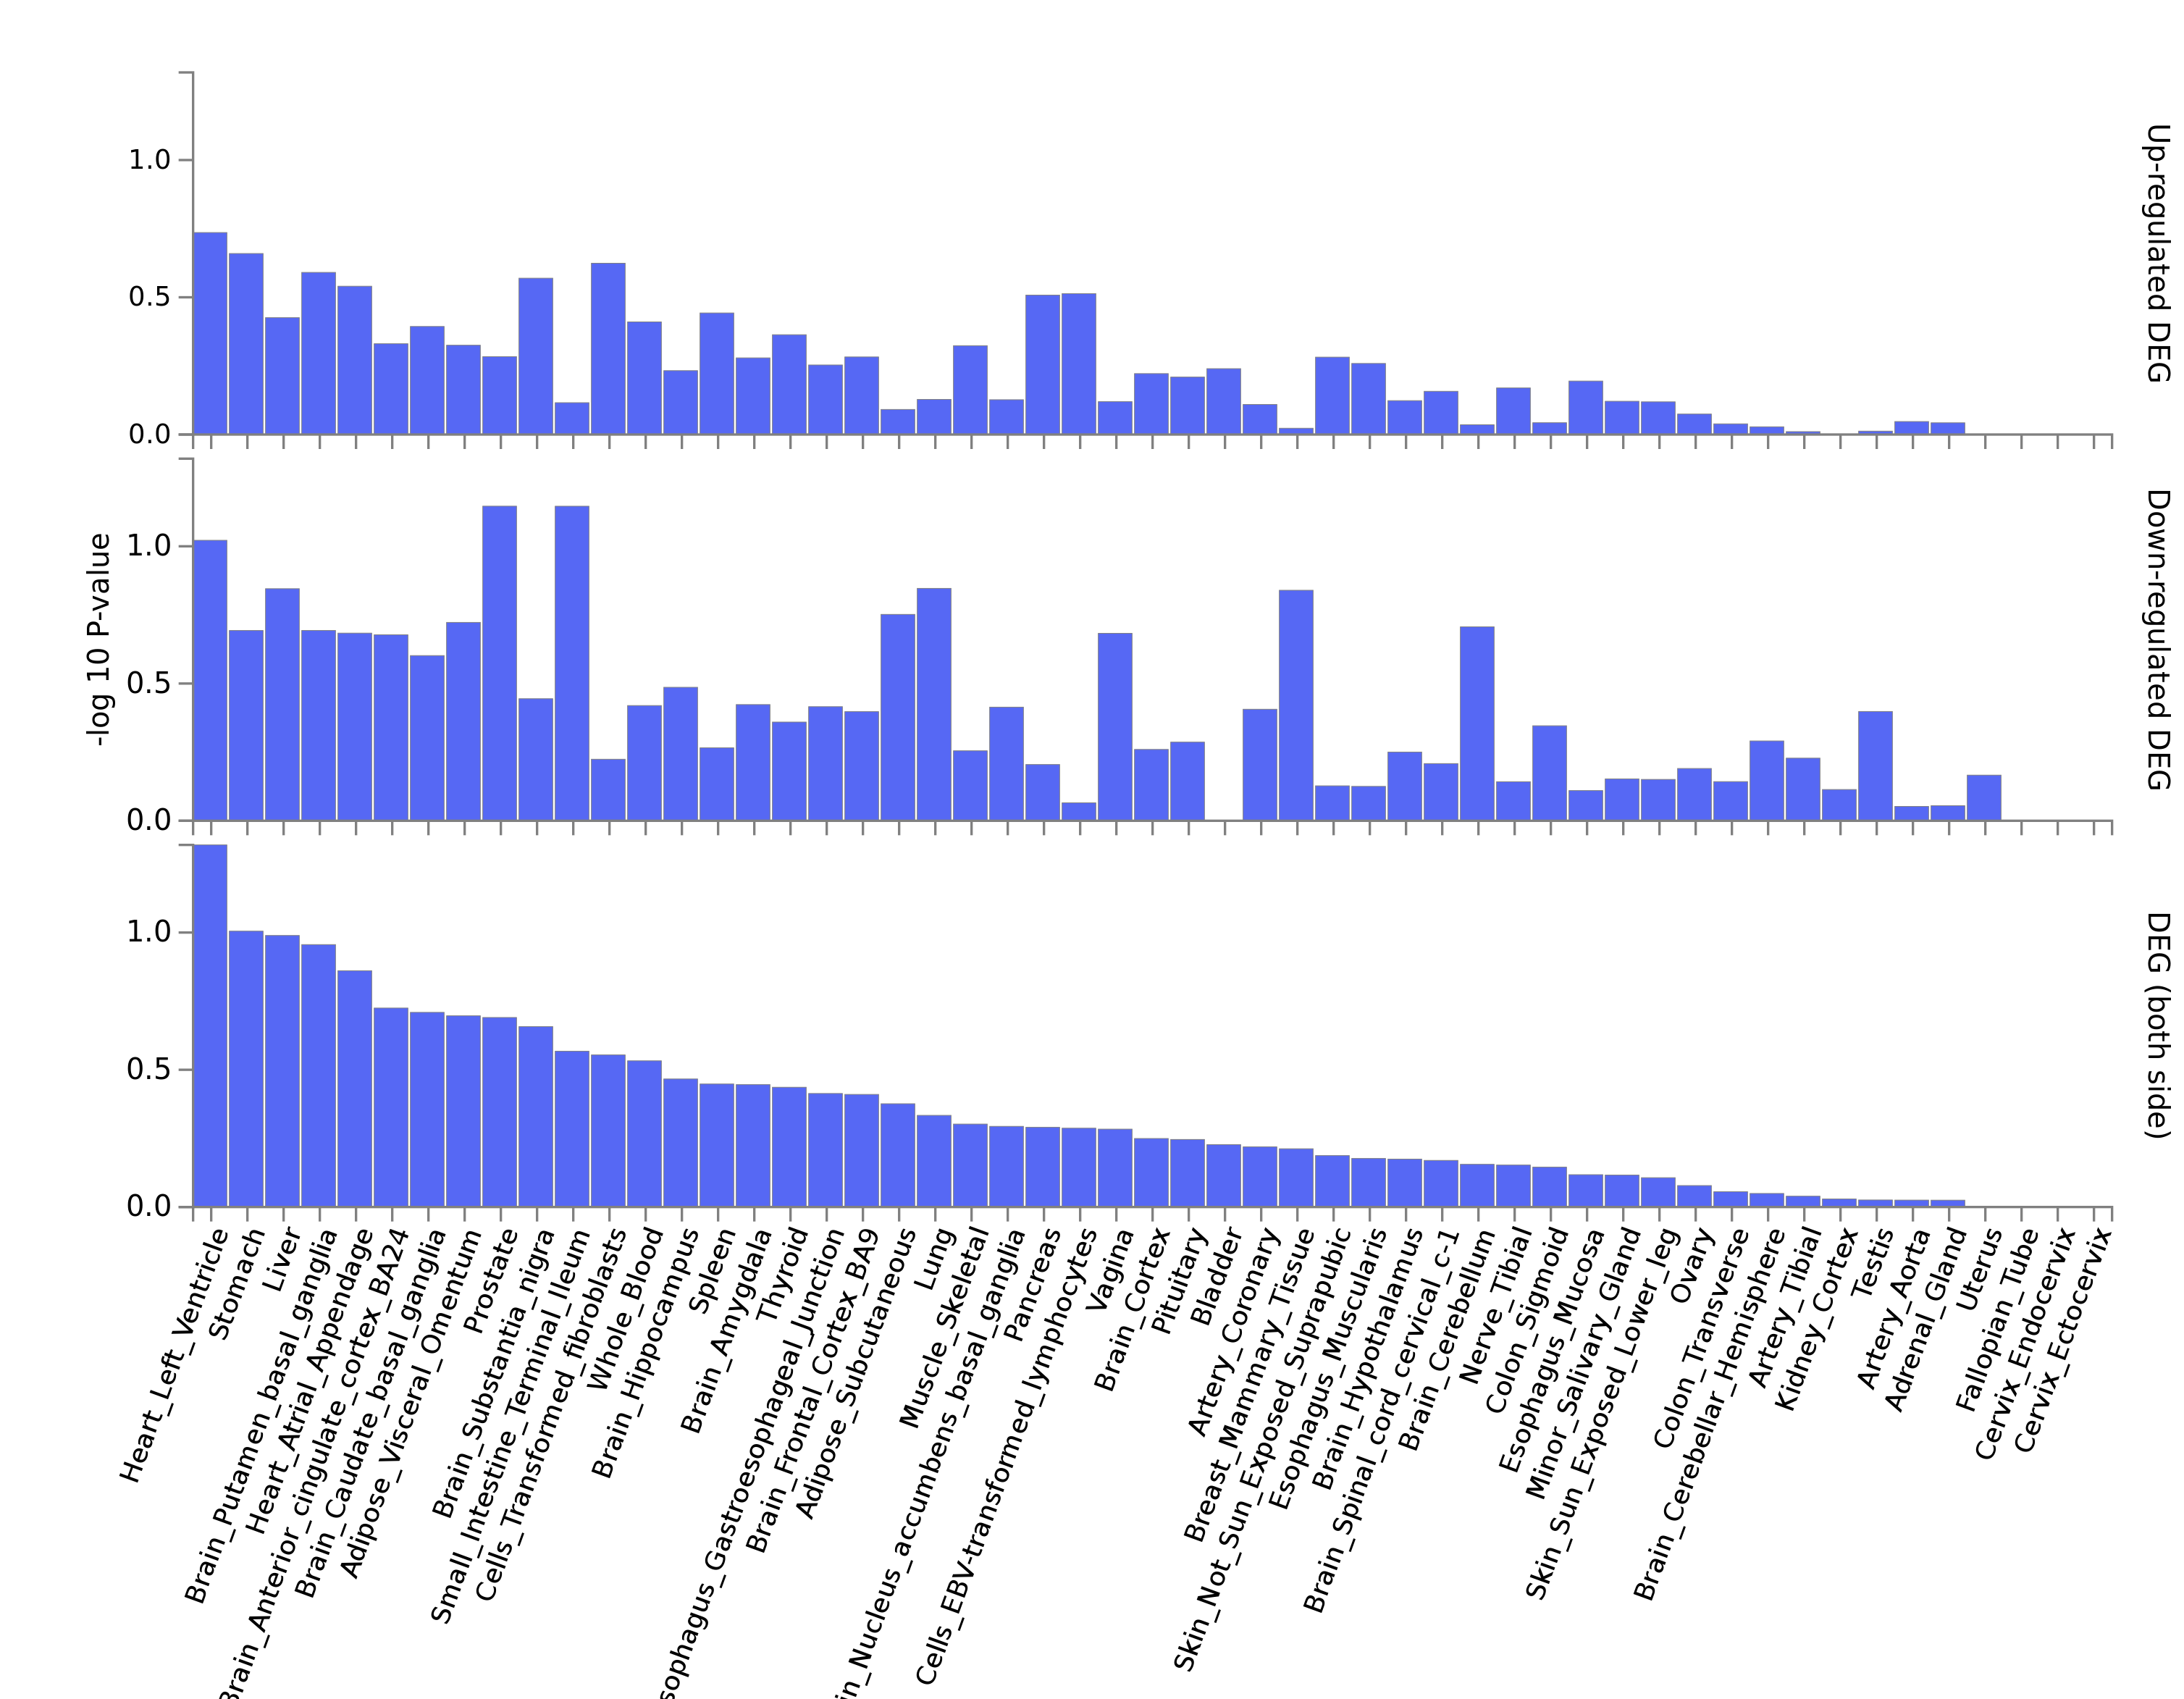 1.0
0.5
0.0
Up-regulated DEG
-log 10 P-value
1.0
0.5
0.0
Down-regulated DEG
1.0
0.5
0.0
DEG (both side)
Heart_Left_Ventricle
Stomach
Liver
Brain_Putamen_basal_ganglia
Heart_Atrial_Appendage
Brain_Anterior_cingulate_cortex_BA24
Brain_Caudate_basal_ganglia
Adipose_Visceral_Omentum
Prostate
Brain_Substantia_nigra
Small_Intestine_Terminal_Ileum
Cells_Transformed_fibroblasts
Whole_Blood
Brain_Hippocampus
Spleen
Brain_Amygdala
Thyroid
sophagus_Gastroesophageal_Junction
Brain_Frontal_Cortex_BA9
Adipose_Subcutaneous
Lung
Muscle_Skeletal
in_Nucleus_accumbens_basal_ganglia
Pancreas
Cells_EBV-transformed_lymphocytes
Vagina
Brain_Cortex
Pituitary
Bladder
Artery_Coronary
Breast_Mammary_Tissue
Skin_Not_Sun_Exposed_Suprapubic
Esophagus_Muscularis
Brain_Hypothalamus
Brain_Spinal_cord_cervical_c-1
Brain_Cerebellum
Nerve_Tibial
Colon_Sigmoid
Esophagus_Mucosa
Minor_Salivary_Gland
Skin_Sun_Exposed_Lower_leg
Ovary
Colon_Transverse
Brain_Cerebellar_Hemisphere
Artery_Tibial
Kidney_Cortex
Testis
Artery_Aorta
Adrenal_Gland
Uterus
Fallopian_Tube
Cervix_Endocervix
Cervix_Ectocervix